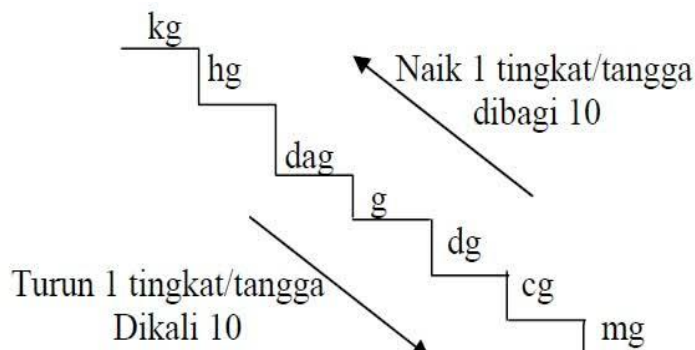 kg
hg
Naik 1 tingkat/tangga
dibagi 10
dag
g
dg
Turun 1 tingkat/tangga
Dikali 10
cg
mg